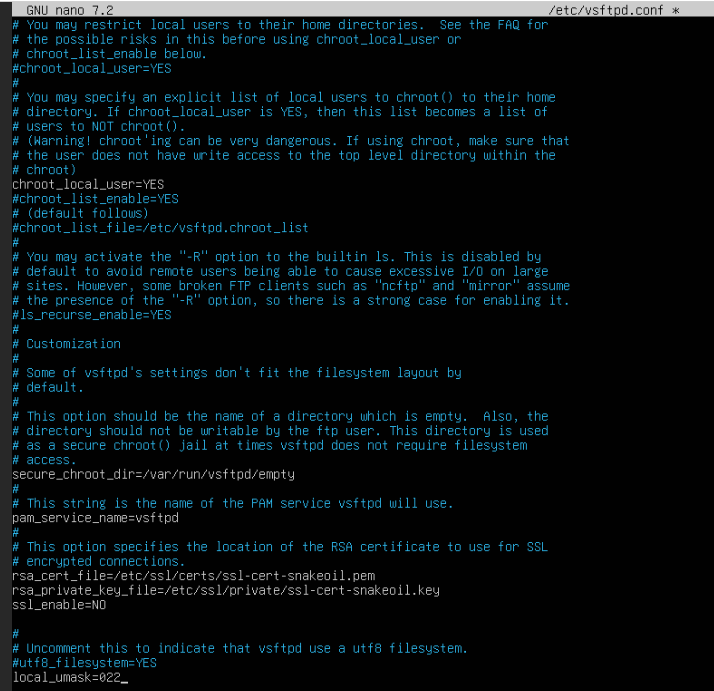 GNU nano 7.2 /etc/vsftpd.conf *
# You may restrict local users to their home directories.  See the FAQ for
# the possible risks in this before using chroot_local_user or
# chroot_list_enable below.
#chroot_local_user=YES
#
# You may specify an explicit list of local users to chroot() to their home
# directory. If chroot_local_user is YES, then this list becomes a list of
# users to NOT chroot().
# (Warning! chroot'ing can be very dangerous. If using chroot, make sure that
# the user does not have write access to the top level directory within the
# chroot)
chroot_local_user=YES
#chroot_list_enable=YES
# (default follows)
#chroot_list_file=/etc/vsftpd.chroot_list
#
# You may activate the "-R" option to the builtin ls. This is disabled by
# default to avoid remote users being able to cause excessive I/O on large
# sites. However, some broken FTP clients such as "ncftp" and "mirror" assume
# the presence of the "-R" option, so there is a strong case for enabling it.
#ls_recurse_enable=YES
#
# Customization
#
# Some of vsftpd's settings don't fit the filesystem layout by
# default.
#
# This option should be the name of a directory which is empty.  Also, the
# directory should not be writable by the ftp user. This directory is used
# as a secure chroot() jail at times vsftpd does not require filesystem
# access.
secure_chroot_dir=/var/run/vsftpd/empty
#
# This string is the name of the PAM service vsftpd will use.
pam_service_name=vsftpd
#
# This option specifies the location of the RSA certificate to use for SSL
# encrypted connections.
rsa_cert_file=/etc/ssl/certs/ssl-cert-snakeoil.pem
rsa_private_key_file=/etc/ssl/private/ssl-cert-snakeoil.key
ssl_enable=NO
#
# Uncomment this to indicate that vsftpd use a utf8 filesystem.
#utf8_filesystem=YES
local_umask=022